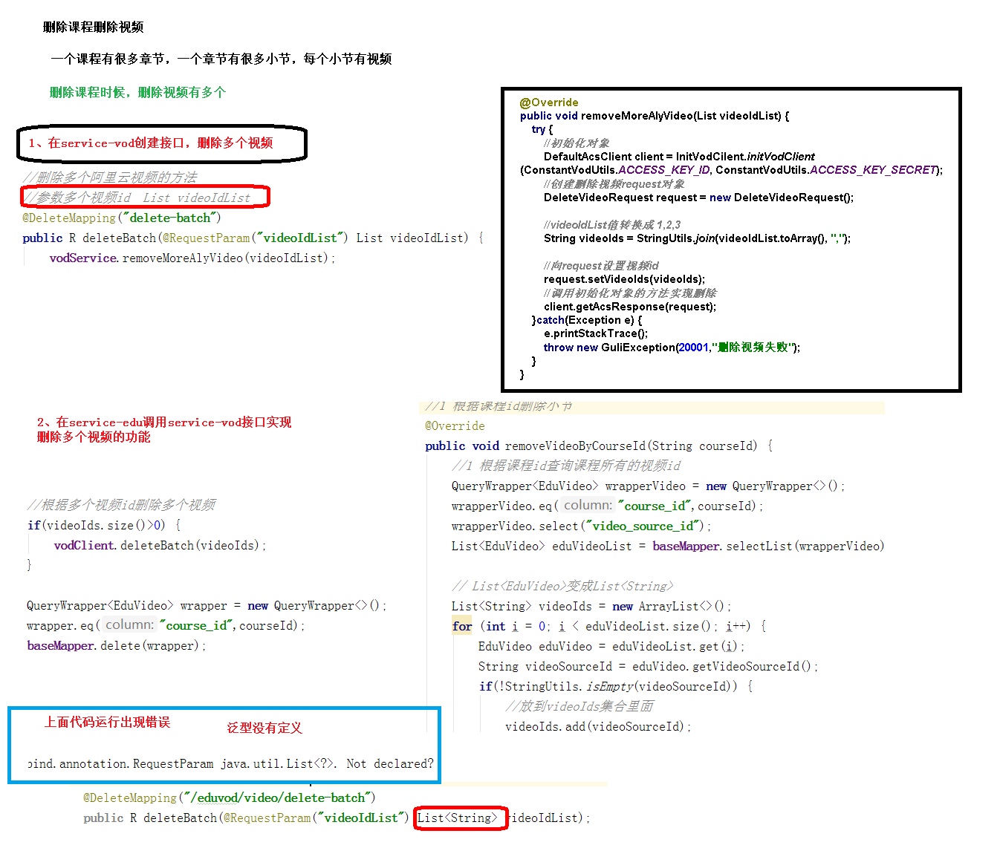 删除课程删除视频
一个课程有很多章节，一个章节有很多小节，每个小节有视频
删除课程时候，删除视频有多个
1、在service-vod创建接口，删除多个视频
//删除多个阿里云视频的方法
//参数多个视频id  List videoIdList
@DeleteMapping("delete-batch")
public R deleteBatch(@RequestParam("videoIdList") List videoIdList) {
vodService.removeMoreAlyVideo(videoIdList);
@Override
public void removeMoreAlyVideo(List videoIdList) {
try {
//初始化对象
DefaultAcsClient client = InitVodCilent.initVodClient
(ConstantVodUtils.ACCESS_KEY_ID, ConstantVodUtils.ACCESS_KEY_SECRET);
//创建删除视频request对象
DeleteVideoRequest request = new DeleteVideoRequest();
//videoIdList值转换成 1,2,3
String videoIds = StringUtils.join(videoIdList.toArray(), ",");
//向request设置视频id
request.setVideoIds(videoIds);
//调用初始化对象的方法实现删除
client.getAcsResponse(request);
}catch(Exception e) {
e.printStackTrace();
throw new GuliException(20001,"删除视频失败");
}
}
2、在service-edu调用service-vod接口实现
删除多个视频的功能
//1 根据课程id删除小节
@Override
public void removeVideoByCourseId(String courseId) {
//1 根据课程id查询课程所有的视频id
QueryWrapper<EduVideo> wrapperVideo = new QueryWrapper<>();
wrapperVideo.eq( column: "course_id",courseId);
wrapperVideo.select("video_source_id");
List<EduVideo> eduVideoList = baseMapper.selectList(wrapperVideo)
// List<EduVideo>变成List<String>
List<String> videoIds = new ArrayList<>();
for (int i = 0; i < eduVideoList.size(); i++) {
EduVideo eduVideo = eduVideoList.get(i);
String videoSourceId = eduVideo.getVideoSourceId();
if(!StringUtils.isEmpty(videoSourceId)) {
//放到videoIds集合里面
videoIds.add(videoSourceId);
//根据多个视频id删除多个视频
if(videoIds.size()>0) {
vodClient.deleteBatch(videoIds);
}
QueryWrapper<EduVideo> wrapper = new QueryWrapper<>();
wrapper.eq( column: "course_id",courseId);
baseMapper.delete(wrapper);
上面代码运行出现错误
泛型没有定义
bind.annotation.RequestParam java.util.List<?>. Not declared?
@DeleteMapping("/eduvod/video/delete-batch")
public R deleteBatch(@RequestParam("videoIdList") List<String> videoIdList);